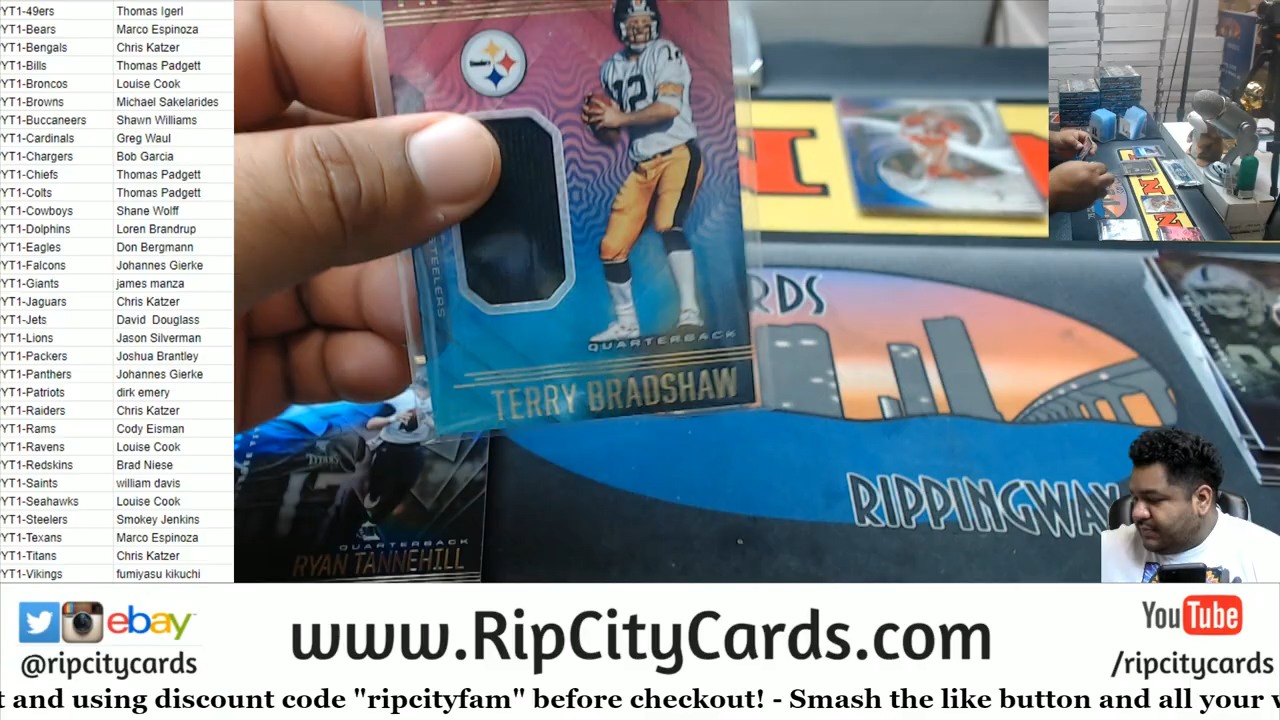 YT1-49ers Thomas Igerl
YT1-Bears Marco Espinoza
YT1-Bengals Chris Katzer
YT1-Bills Thomas Padgett
YT1-Broncos Louise Cook
YT1-Browns Michael Sakelarides
YT1-Buccaneers Shawn Williams
YT1-Cardinals Greg Waul
YT1-Chargers Bob Garcia
YT1-Chiefs Thomas Padgett
YT1-Colts Thomas Padgett
YT1-Cowboys Shane Wolff
YT1-Dolphins Loren Brandrup
YT1-Eagles Don Bergmann
YT1-Falcons Johannes Gierke
YT1-Giants james manza
YT1-Jaguars Chris Katzer
YT1-Jets David Douglass
YT1-Lions Jason Silverman
YT1-Packers Joshua Brantley
YT1-Panthers Johannes Gierke
YT1-Patriots dirk emery
YT1-Raiders Chris Katzer
YT1-Rams Cody Eisman
YT1-Ravens Louise Cook
YT1-Redskins Brad Niese
YT1-Saints william davis
YT1-Seahawks Louise Cook
YT1-Steelers Smokey Jenkins
YT1-Texans Marco Espinoza
YT1-Titans Chris Katzer
YT1-Vikings fumiyasu kikuchi
Steelers
12
STEELERS
QUARTERBACK
TERRY BRADSHAW
RDS
RIPPINGWAX
TITANS
17
QUARTERBACK
RYAN TANNEHILL
ebay
@ripcitycards
www.RipCityCards.com
YouTube
/ripcitycards
t and using discount code "ripcityfam" before checkout! - Smash the like button and all your